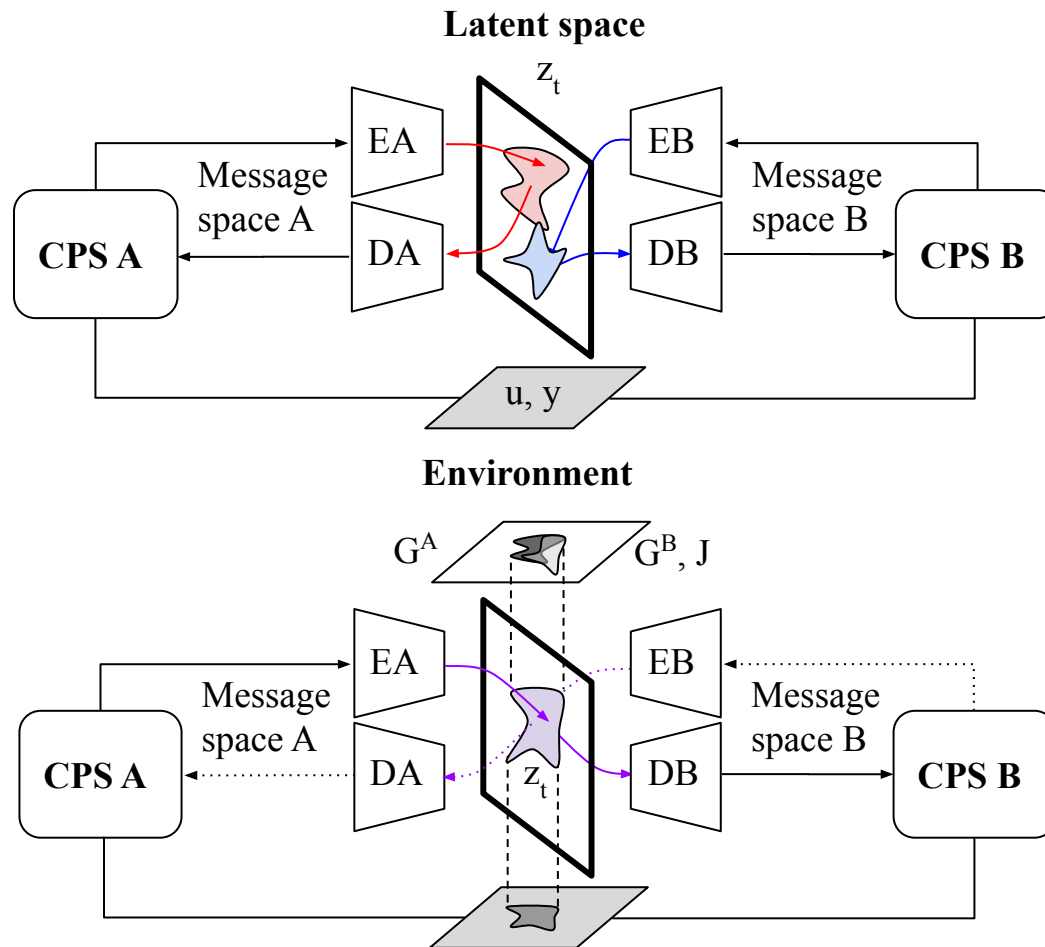 Latent space
z_t
EA
EB
Message
space A
Message
space B
CPS A
DA
DB
CPS B
u, y
Environment
G^A
G^B, J
EA
EB
Message
space A
Message
space B
CPS A
DA
z_t
DB
CPS B